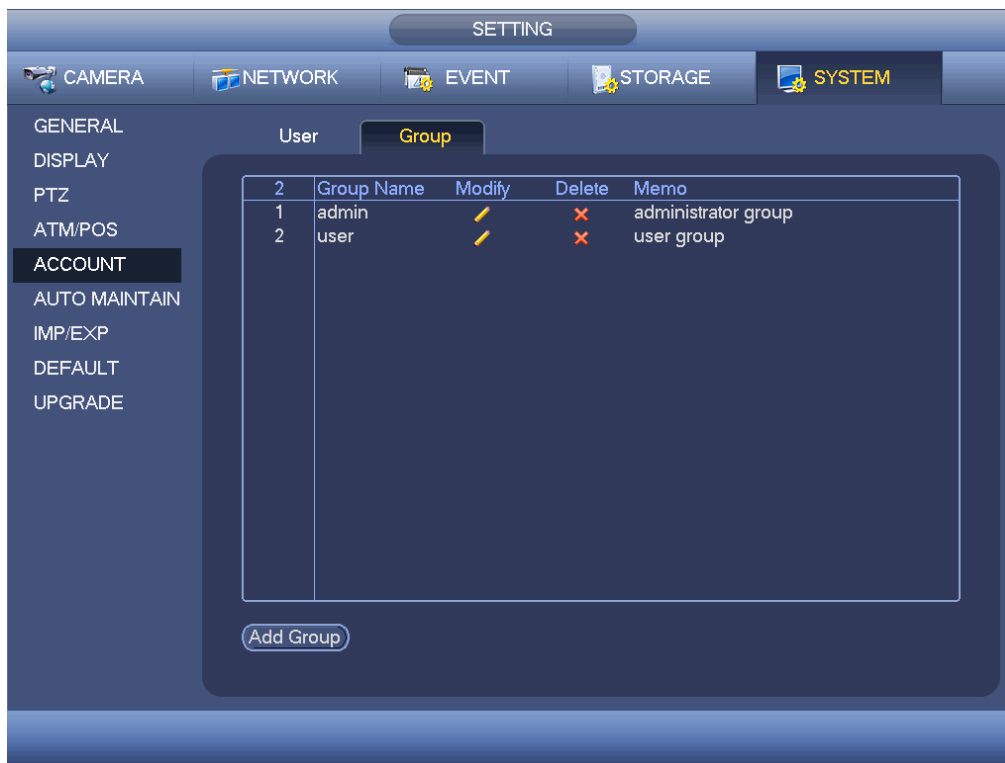 SETTING
CAMERA NETWORK EVENT STORAGE SYSTEM
GENERAL
DISPLAY
PTZ
ATM/POS
ACCOUNT
AUTO MAINTAIN
IMP/EXP
DEFAULT
UPGRADE
User Group
2 Group Name Modify Delete Memo
1 admin administrator group
2 user user group
Add Group